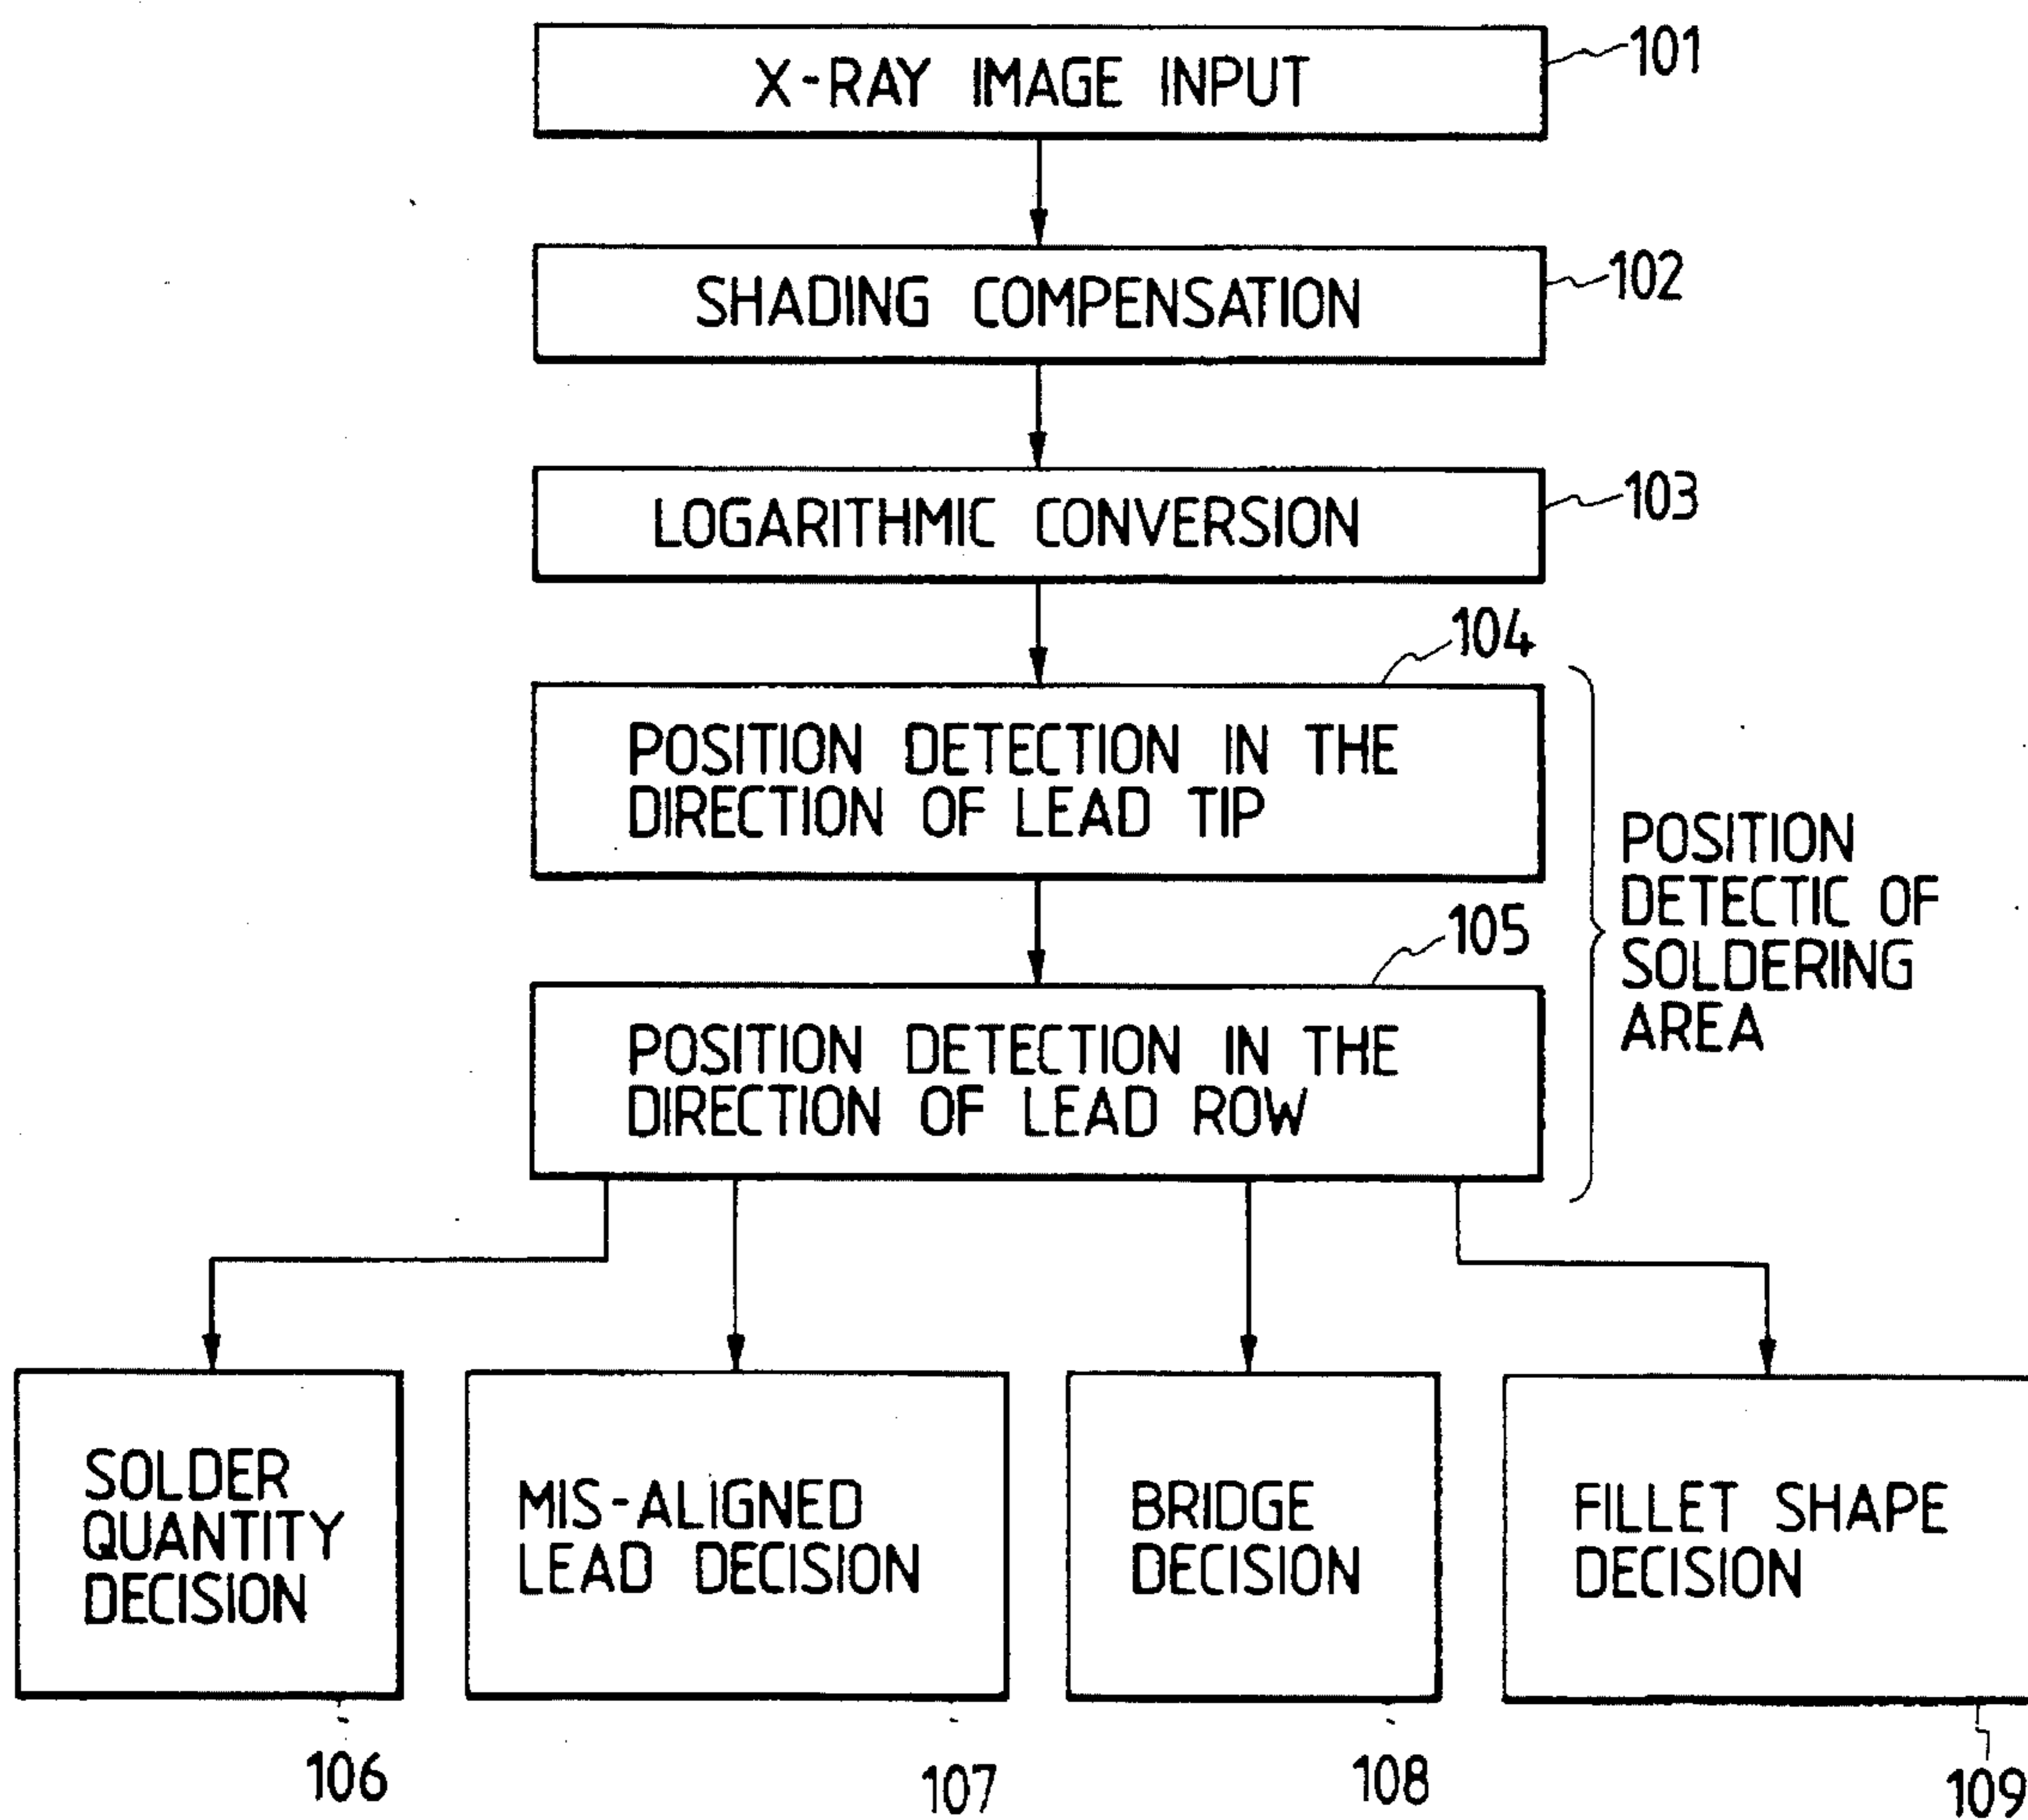 X-RAY IMAGE INPUT
101
SHADING COMPENSATION
102
LOGARITHMIC CONVERSION
103
104
POSITION DETECTION IN THE
DIRECTION OF LEAD TIP
105
POSITION DETECTION IN THE
DIRECTION OF LEAD ROW
POSITION
DETECTIC OF
SOLDERING
AREA
SOLDER
QUANTITY
DECISION
MIS-ALIGNED
LEAD DECISION
BRIDGE
DECISION
FILLET SHAPE
DECISION
106
107
108
109